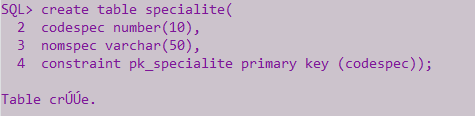 SQL> create table specialite(
2 codespec number(10),
3 nomspec varchar(50),
4 constraint pk_specialite primary key (codespec));
Table crÚÚe.